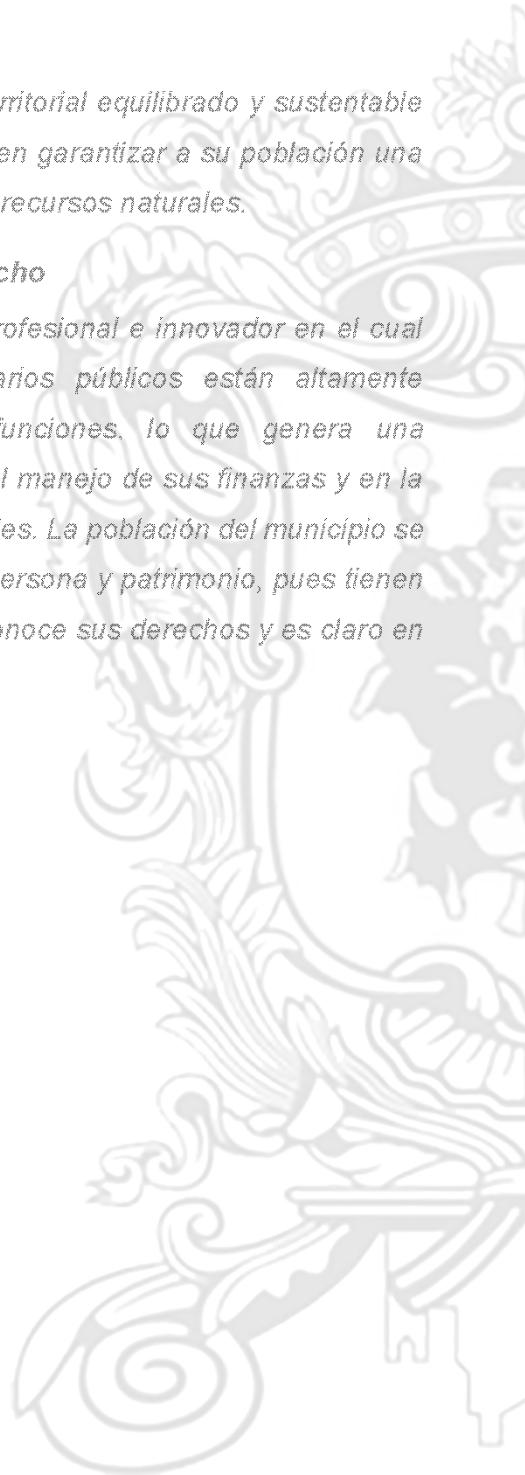 rritorial equilibrado y sustentable
en garantizar a su población una
recursos naturales.
cho
rofesional e innovador en el cual
arios públicos están altamente
funciones, lo que genera una
l manejo de sus finanzas y en la
es. La población del municipio se
ersona y patrimonio, pues tienen
onoce sus derechos y es claro en